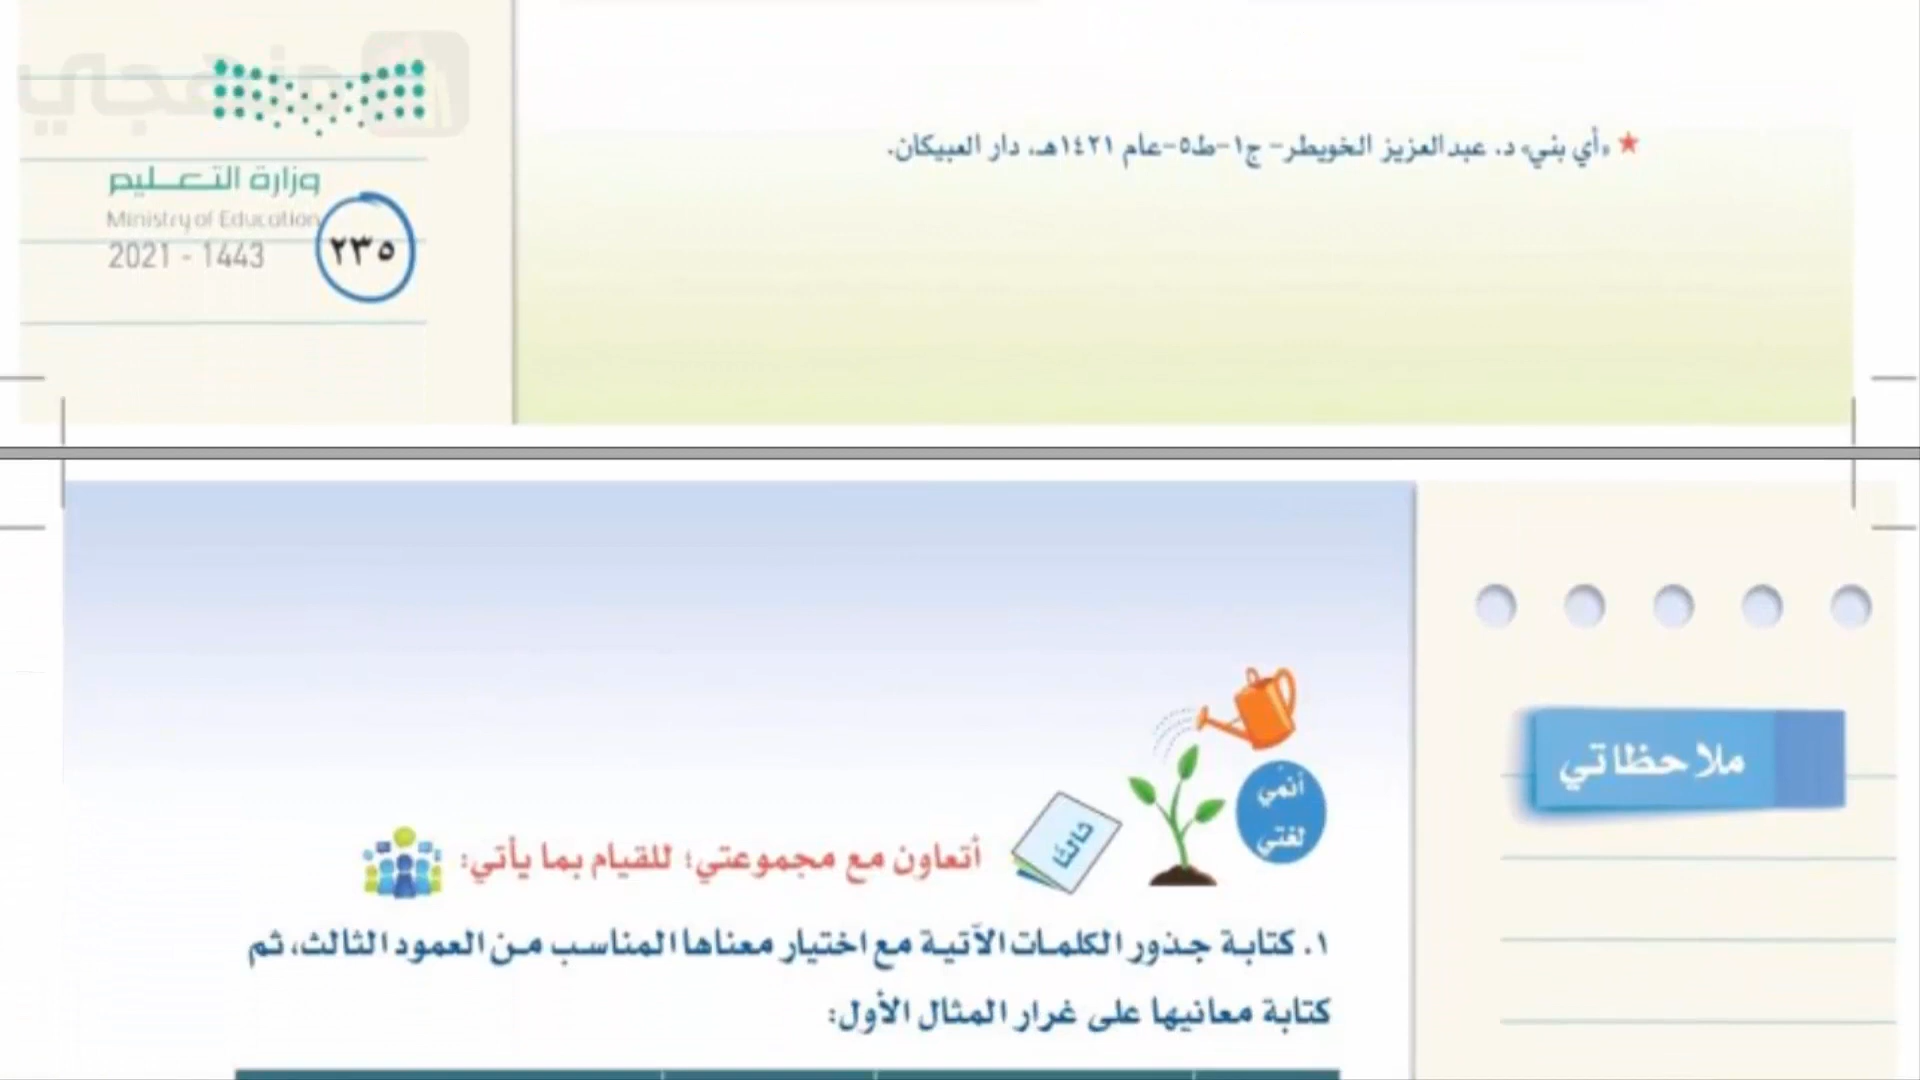 منهجي
★ «أي بني» د. عبدالعزيز الخويطر- ج١-ط٥-عام ١٤٢١هـ، دار العبيكان.
وزارة التعليم
Ministry of Education
2021 - 1443
٢٣٥
ملاحظاتي
أنمّي
لغتي
ثالثًا
أتعاون مع مجموعتي؛ للقيام بما يأتي:
١. كتابة جذور الكلمات الآتية مع اختيار معناها المناسب من العمود الثالث، ثم
كتابة معانيها على غرار المثال الأول: